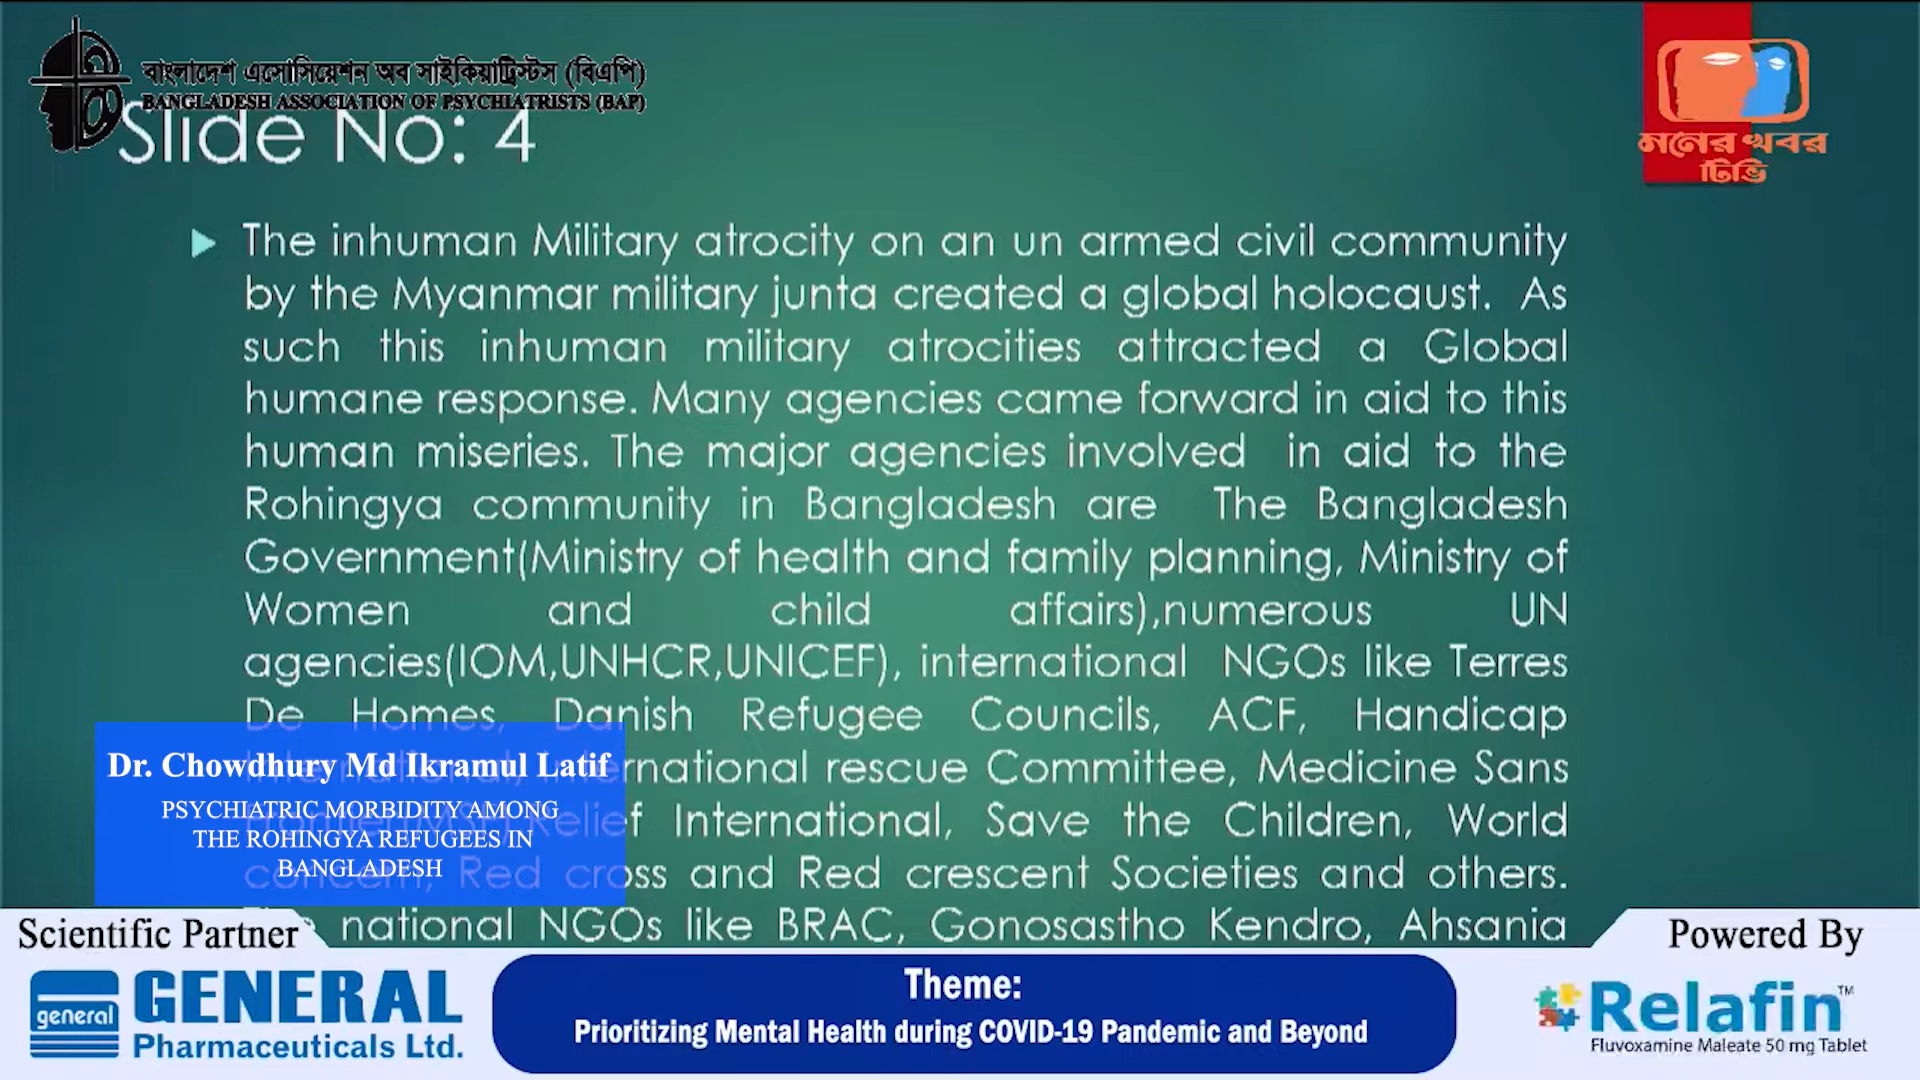 বাংলাদেশ এসোসিয়েশন অব সাইকিয়াট্রিস্টস (বিএপি)
BANGLADESH ASSOCIATION OF PSYCHIATRISTS (BAP)
মনের খবর
টিভি
Slide No: 4
The inhuman Military atrocity on an un armed civil community
by the Myanmar military junta created a global holocaust. As
such this inhuman military atrocities attracted a Global
humane response. Many agencies came forward in aid to this
human miseries. The major agencies involved in aid to the
Rohingya community in Bangladesh are The Bangladesh
Government(Ministry of health and family planning, Ministry of
Women and child affairs),numerous UN
agencies(IOM,UNHCR,UNICEF), international NGOs like Terres
De Homes, Danish Refugee Councils, ACF, Handicap
International, International rescue Committee, Medicine Sans
Relief International, Save the Children, World
concern, Red cross and Red crescent Societies and others.
national NGOs like BRAC, Gonosastho Kendro, Ahsania
Dr. Chowdhury Md Ikramul Latif
PSYCHIATRIC MORBIDITY AMONG
THE ROHINGYA REFUGEES IN
BANGLADESH
Scientific Partner
general
GENERAL
Pharmaceuticals Ltd.
Theme:
Prioritizing Mental Health during COVID-19 Pandemic and Beyond
Powered By
Relafin™
Fluvoxamine Maleate 50 mg Tablet